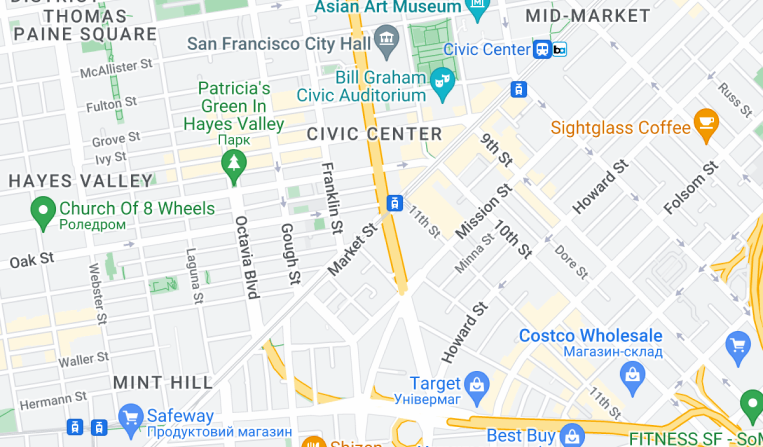 DISTRICT
THOMAS
PAINE SQUARE
Asian Art Museum
MID-MARKET
San Francisco City Hall
Civic Center
McAllister St
Bill Graham
Civic Auditorium
Patricia's
Green In
Hayes Valley
Парк
Fulton St
Russ St
Grove St
Ivy St
CIVIC CENTER
9th St
Sightglass Coffee
HAYES VALLEY
Franklin St
Howard St
Folsom St
Church Of 8 Wheels
Роледром
Octavia Blvd
Gough St
Market St
11th St
Mission St
10th St
Minna St
Dore St
Oak St
Webster St
Laguna St
Howard St
Costco Wholesale
Магазин-склад
Waller St
MINT HILL
Hermann St
Target
Універмаг
11th St
Safeway
Продуктовий магазин
Shizen
Best Buy
FITNESS SF - SoM